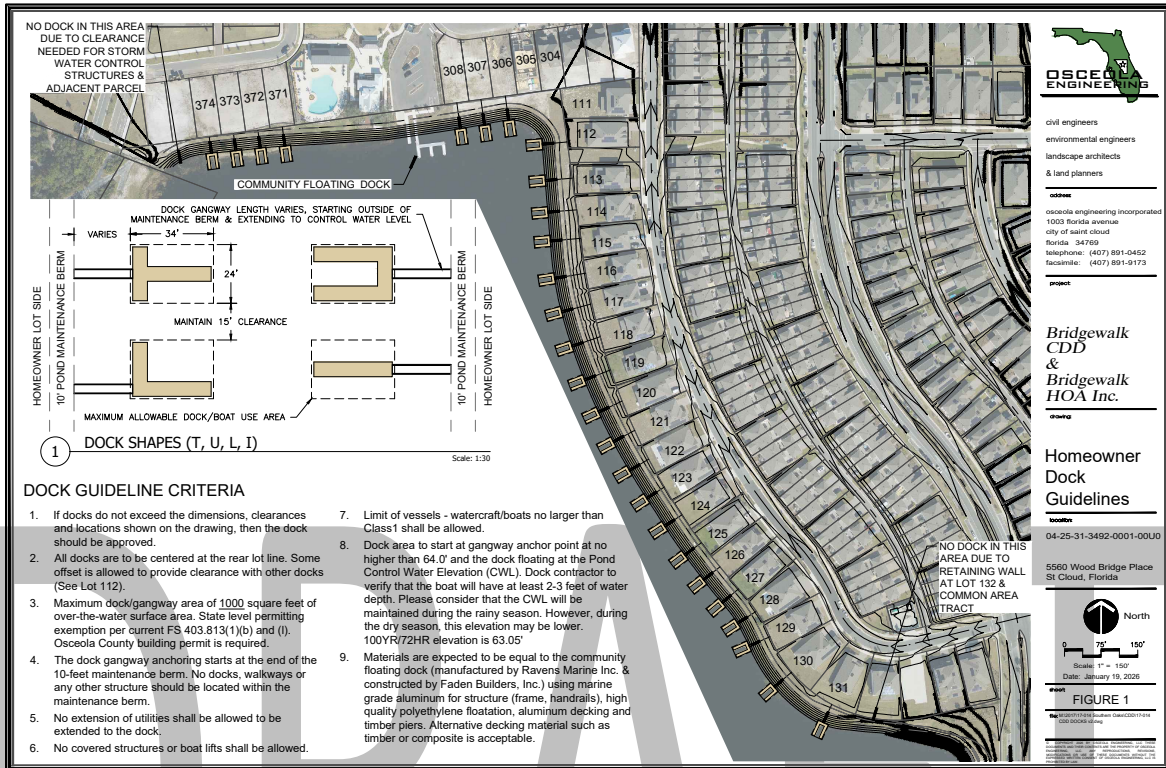 NO DOCK IN THIS AREA
DUE TO CLEARANCE
NEEDED FOR STORM
WATER CONTROL
STRUCTURES &
ADJACENT PARCEL
374 373 372 371
308 307 306 305 304
111
112
113
114
115
116
117
118
119
120
121
122
123
124
125
126
127
128
129
130
131
COMMUNITY FLOATING DOCK
NO DOCK IN THIS
AREA DUE TO
RETAINING WALL
AT LOT 132 &
COMMON AREA
TRACT
DOCK GANGWAY LENGTH VARIES, STARTING OUTSIDE OF
MAINTENANCE BERM & EXTENDING TO CONTROL WATER LEVEL
VARIES
34'
24'
MAINTAIN 15' CLEARANCE
HOMEOWNER LOT SIDE
10' POND MAINTENANCE BERM
10' POND MAINTENANCE BERM
HOMEOWNER LOT SIDE
MAXIMUM ALLOWABLE DOCK/BOAT USE AREA
1
DOCK SHAPES (T, U, L, I)
Scale: 1:30
DOCK GUIDELINE CRITERIA
1. If docks do not exceed the dimensions, clearances
and locations shown on the drawing, then the dock
should be approved.
2. All docks are to be centered at the rear lot line. Some
offset is allowed to provide clearance with other docks
(See Lot 112).
3. Maximum dock/gangway area of 1000 square feet of
over-the-water surface area. State level permitting
exemption per current FS 403.813(1)(b) and (I).
Osceola County building permit is required.
4. The dock gangway anchoring starts at the end of the
10-feet maintenance berm. No docks, walkways or
any other structure should be located within the
maintenance berm.
5. No extension of utilities shall be allowed to be
extended to the dock.
6. No covered structures or boat lifts shall be allowed.
7. Limit of vessels - watercraft/boats no larger than
Class1 shall be allowed.
8. Dock area to start at gangway anchor point at no
higher than 64.0' and the dock floating at the Pond
Control Water Elevation (CWL). Dock contractor to
verify that the boat will have at least 2-3 feet of water
depth. Please consider that the CWL will be
maintained during the rainy season. However, during
the dry season, this elevation may be lower.
100YR/72HR elevation is 63.05'
9. Materials are expected to be equal to the community
floating dock (manufactured by Ravens Marine Inc. &
constructed by Faden Builders, Inc.) using marine
grade aluminum for structure (frame, handrails), high
quality polyethylene floatation, aluminum decking and
timber piers. Alternative decking material such as
timber or composite is acceptable.
OSCEOLA
ENGINEERING
civil engineers
environmental engineers
landscape architects
& land planners
address:
osceola engineering incorporated
1003 florida avenue
city of saint cloud
florida 34769
telephone: (407) 891-0452
facsimile: (407) 891-9173
project:
Bridgewalk
CDD
&
Bridgewalk
HOA Inc.
drawing:
Homeowner
Dock
Guidelines
location:
04-25-31-3492-0001-00U0
5560 Wood Bridge Place
St Cloud, Florida
North
0 75' 150'
Scale: 1" = 150'
Date: January 19, 2026
sheet:
FIGURE 1
file: